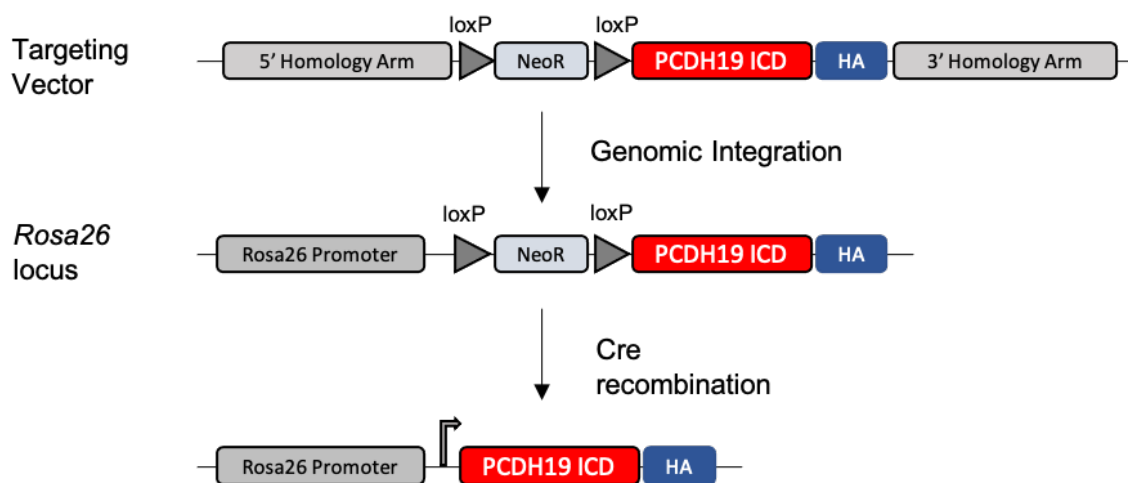 loxP loxP
Targeting
Vector
5' Homology Arm NeoR PCDH19 ICD HA 3' Homology Arm
Genomic Integration
loxP loxP
Rosa26
locus
Rosa26 Promoter NeoR PCDH19 ICD HA
Cre
recombination
Rosa26 Promoter PCDH19 ICD HA